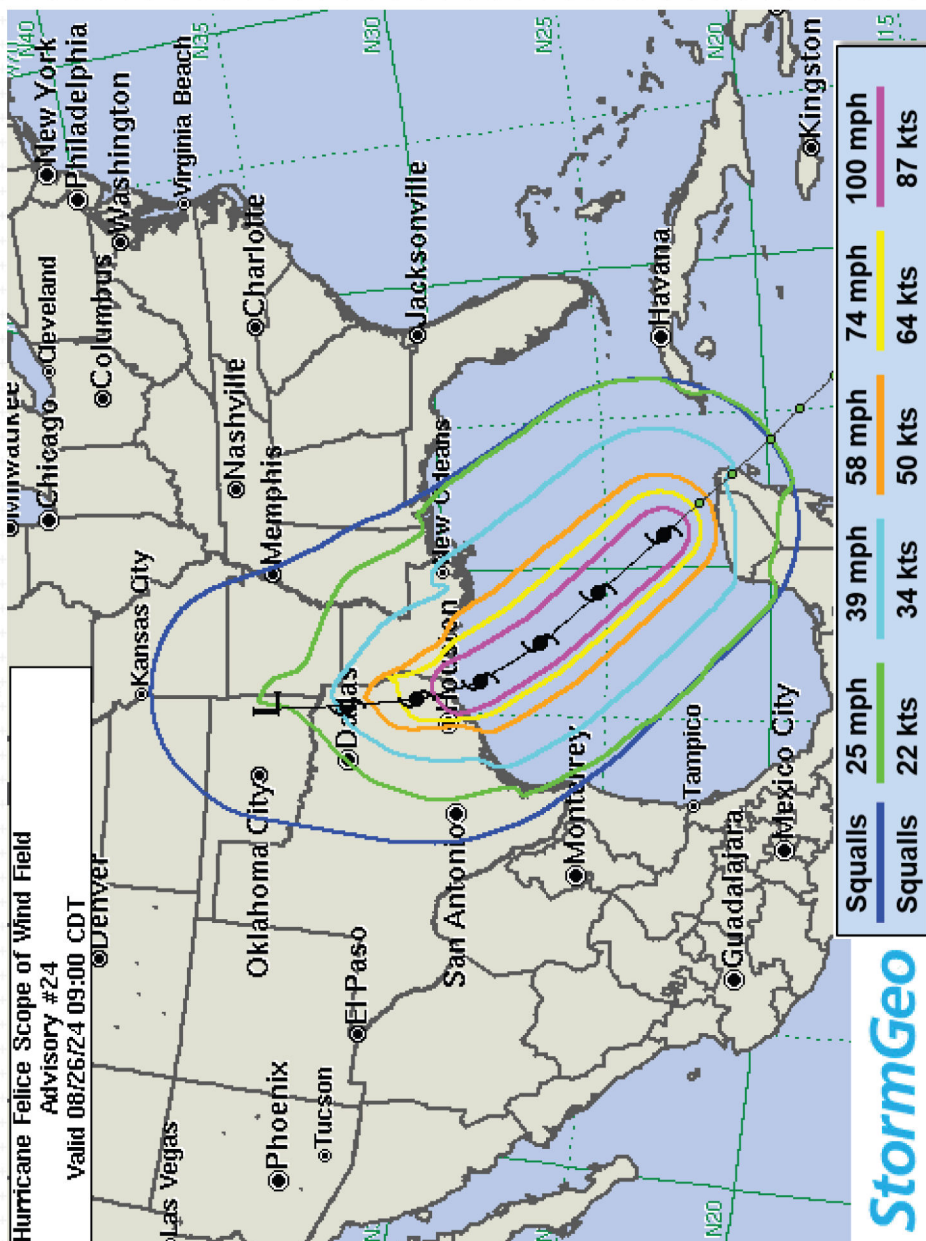 Hurricane Felice Scope of Wind Field
Advisory #24
Valid 08/26/24 09:00 CDT
Milwaukee
N40
New York
Chicago
Cleveland
Philadelphia
Denver
Columbus
Washington
Kansas City
Virginia Beach
Las Vegas
N35
Phoenix
Oklahoma City
L
Memphis
Nashville
Charlotte
Tucson
El Paso
Dallas
N30
San Antonio
Houston
New Orleans
Jacksonville
Monterrey
N25
Tampico
Havana
N20
Guadalajara
N20
Mexico City
Kingston
15
StormGeo
Squalls 25 mph 39 mph 58 mph 74 mph 100 mph
Squalls 22 kts 34 kts 50 kts 64 kts 87 kts